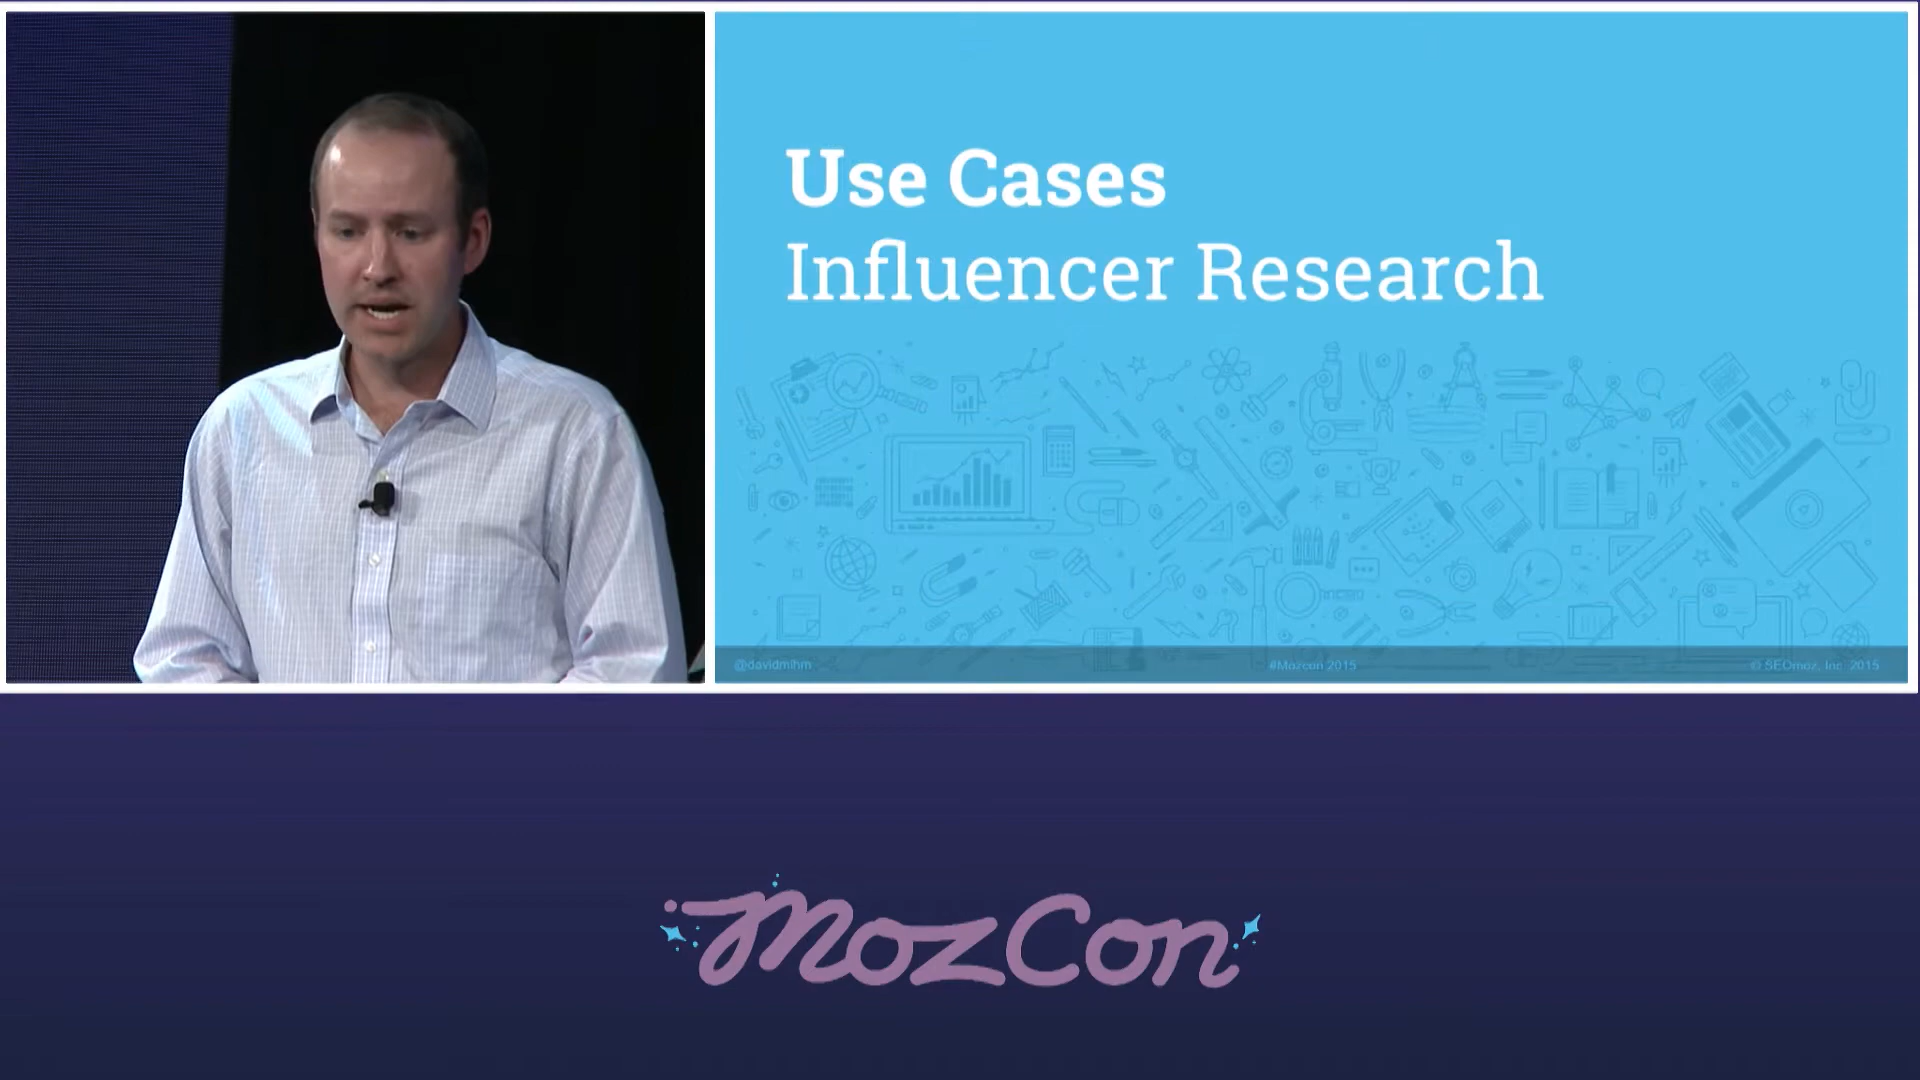 Use Cases
Influencer Research
@davidmihm
#Mozcon 2015
© SEOmoz, Inc. 2015
MozCon